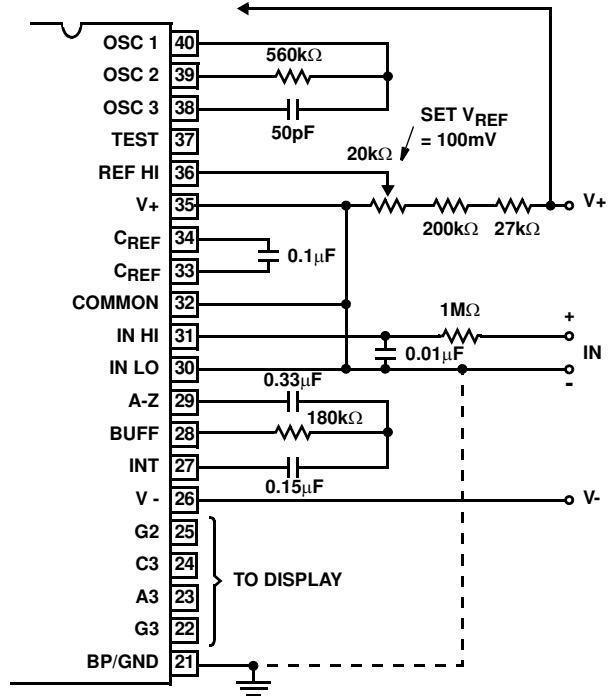 OSC 1 40
560kΩ
OSC 2 39
OSC 3 38
50pF
TEST 37
SET VREF
= 100mV
20kΩ
REF HI 36
V+ 35
V+
200kΩ 27kΩ
CREF 34
0.1μF
CREF 33
COMMON 32
1MΩ
+
IN HI 31
0.01μF
IN
IN LO 30
-
0.33μF
A-Z 29
180kΩ
BUFF 28
INT 27
0.15μF
V - 26
V-
G2 25
C3 24
TO DISPLAY
A3 23
G3 22
BP/GND 21